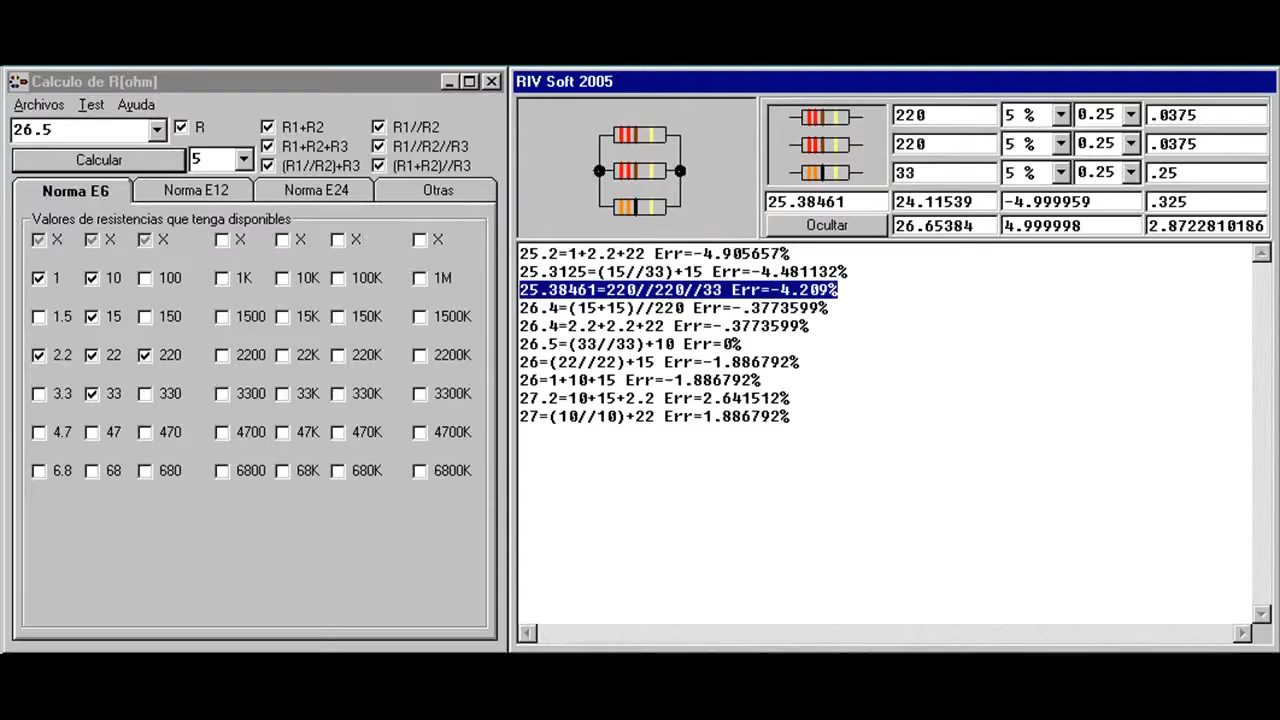 Calculo de R[ohm]
Archivos Test Ayuda
26.5 R R1+R2 R1//R2
R1+R2+R3 R1//R2//R3
Calcular 5 (R1//R2)+R3 (R1+R2)//R3
Norma E6 Norma E12 Norma E24 Otras
Valores de resistencias que tenga disponibles
X X X X X X X
1 10 100 1K 10K 100K 1M
1.5 15 150 1500 15K 150K 1500K
2.2 22 220 2200 22K 220K 2200K
3.3 33 330 3300 33K 330K 3300K
4.7 47 470 4700 47K 470K 4700K
6.8 68 680 6800 68K 680K 6800K
RIV Soft 2005
220 5 % 0.25 .0375
220 5 % 0.25 .0375
33 5 % 0.25 .25
25.38461 24.11539 -4.999959 .325
Ocultar 26.65384 4.999998 2.8722810186
25.2=1+2.2+22 Err=-4.905657%
25.3125=(15//33)+15 Err=-4.481132%
25.38461=220//220//33 Err=-4.209%
26.4=(15+15)//220 Err=-.3773599%
26.4=2.2+2.2+22 Err=-.3773599%
26.5=(33//33)+10 Err=0%
26=(22//22)+15 Err=-1.886792%
26=1+10+15 Err=-1.886792%
27.2=10+15+2.2 Err=2.641512%
27=(10//10)+22 Err=1.886792%